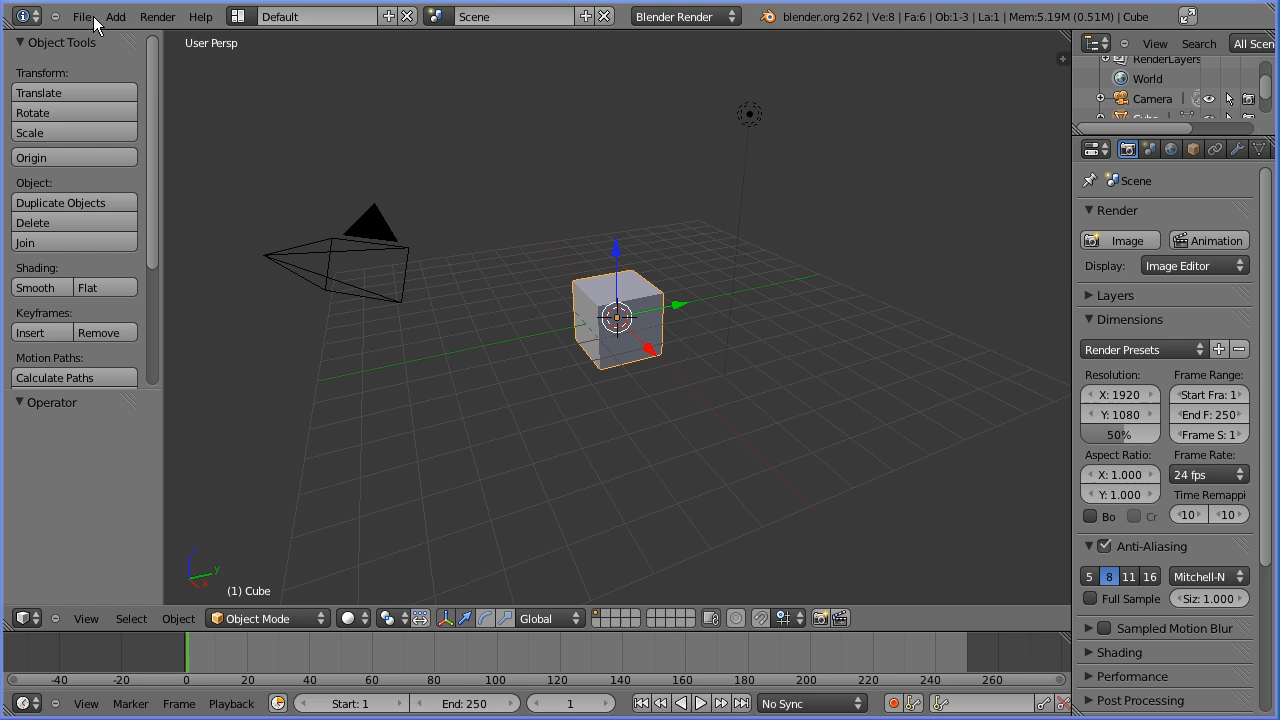 File Add Render Help Default Scene Blender Render blender.org 262 | Ve:8 | Fa:6 | Ob:1-3 | La:1 | Mem:5.19M (0.51M) | Cube
Object Tools
Transform:
Translate
Rotate
Scale
Origin
Object:
Duplicate Objects
Delete
Join
Shading:
Smooth Flat
Keyframes:
Insert Remove
Motion Paths:
Calculate Paths
Operator
User Persp
z
y
x
(1) Cube
View Select Object Object Mode Global
-40 -20 0 20 40 60 80 100 120 140 160 180 200 220 240 260
View Marker Frame Playback Start: 1 End: 250 1 No Sync
View Search All Scen
RenderLayers
World
Camera |
Cube
Scene
Render
Image Animation
Display: Image Editor
Layers
Dimensions
Render Presets
Resolution: Frame Range:
X: 1920 Start Fra: 1
Y: 1080 End F: 250
50% Frame S: 1
Aspect Ratio: Frame Rate:
X: 1.000 24 fps
Y: 1.000 Time Remappi
Bo Cr 10 10
Anti-Aliasing
5 8 11 16 Mitchell-N
Full Sample Siz: 1.000
Sampled Motion Blur
Shading
Performance
Post Processing